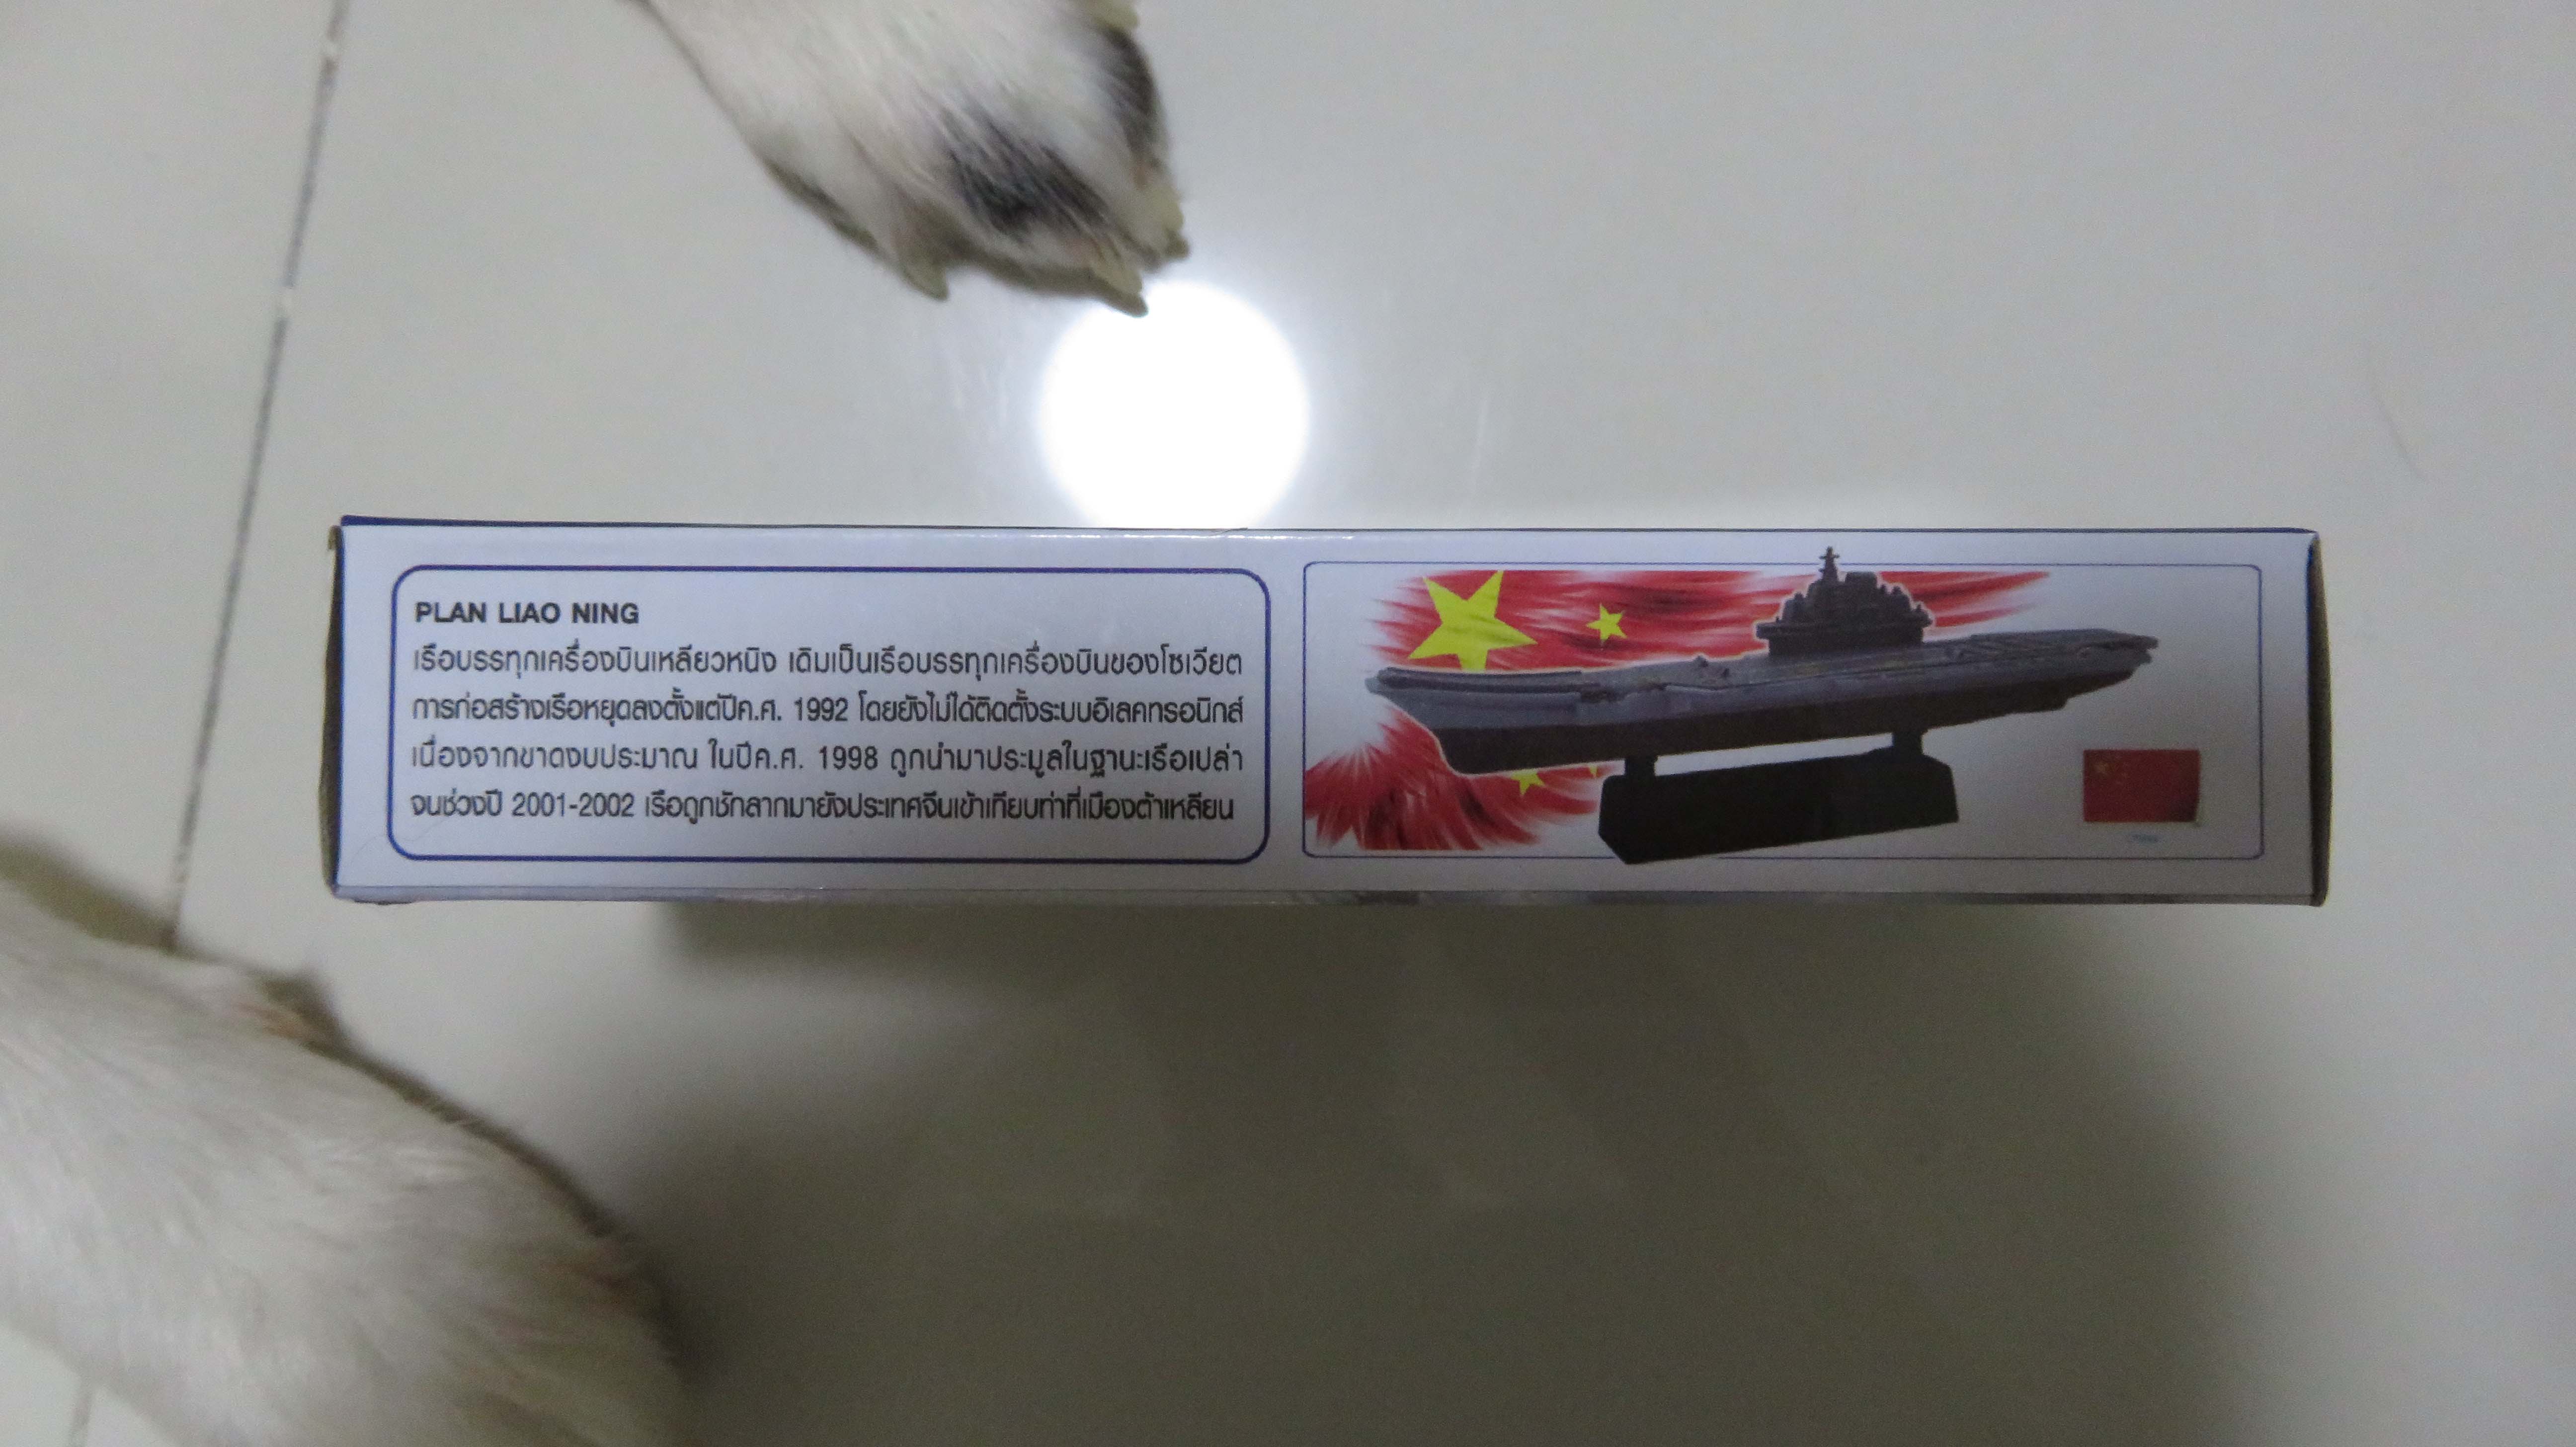 PLAN LIAO NING
เรือบรรทุกเครื่องบินเหลียวหนิง เดิมเป็นเรือบรรทุกเครื่องบินของโซเวียต
การก่อสร้างเรือหยุดลงตั้งแต่ปีค.ศ. 1992 โดยยังไม่ได้ติดตั้งระบบอิเลคทรอนิกส์
เนื่องจากขาดงบประมาณ ในปีค.ศ. 1998 ถูกนำมาประมูลในฐานะเรือเปล่า
จนช่วงปี 2001-2002 เรือถูกชักลากมายังประเทศจีนเข้าเทียบท่าที่เมืองต้าเหลียน